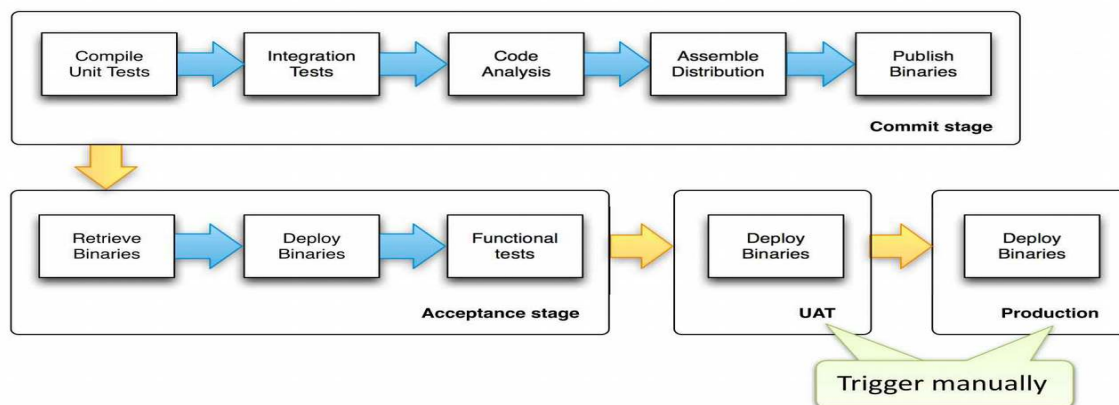 Compile
Unit Tests
Integration
Tests
Code
Analysis
Assemble
Distribution
Publish
Binaries
Commit stage
Retrieve
Binaries
Deploy
Binaries
Functional
tests
Acceptance stage
Deploy
Binaries
UAT
Deploy
Binaries
Production
Trigger manually